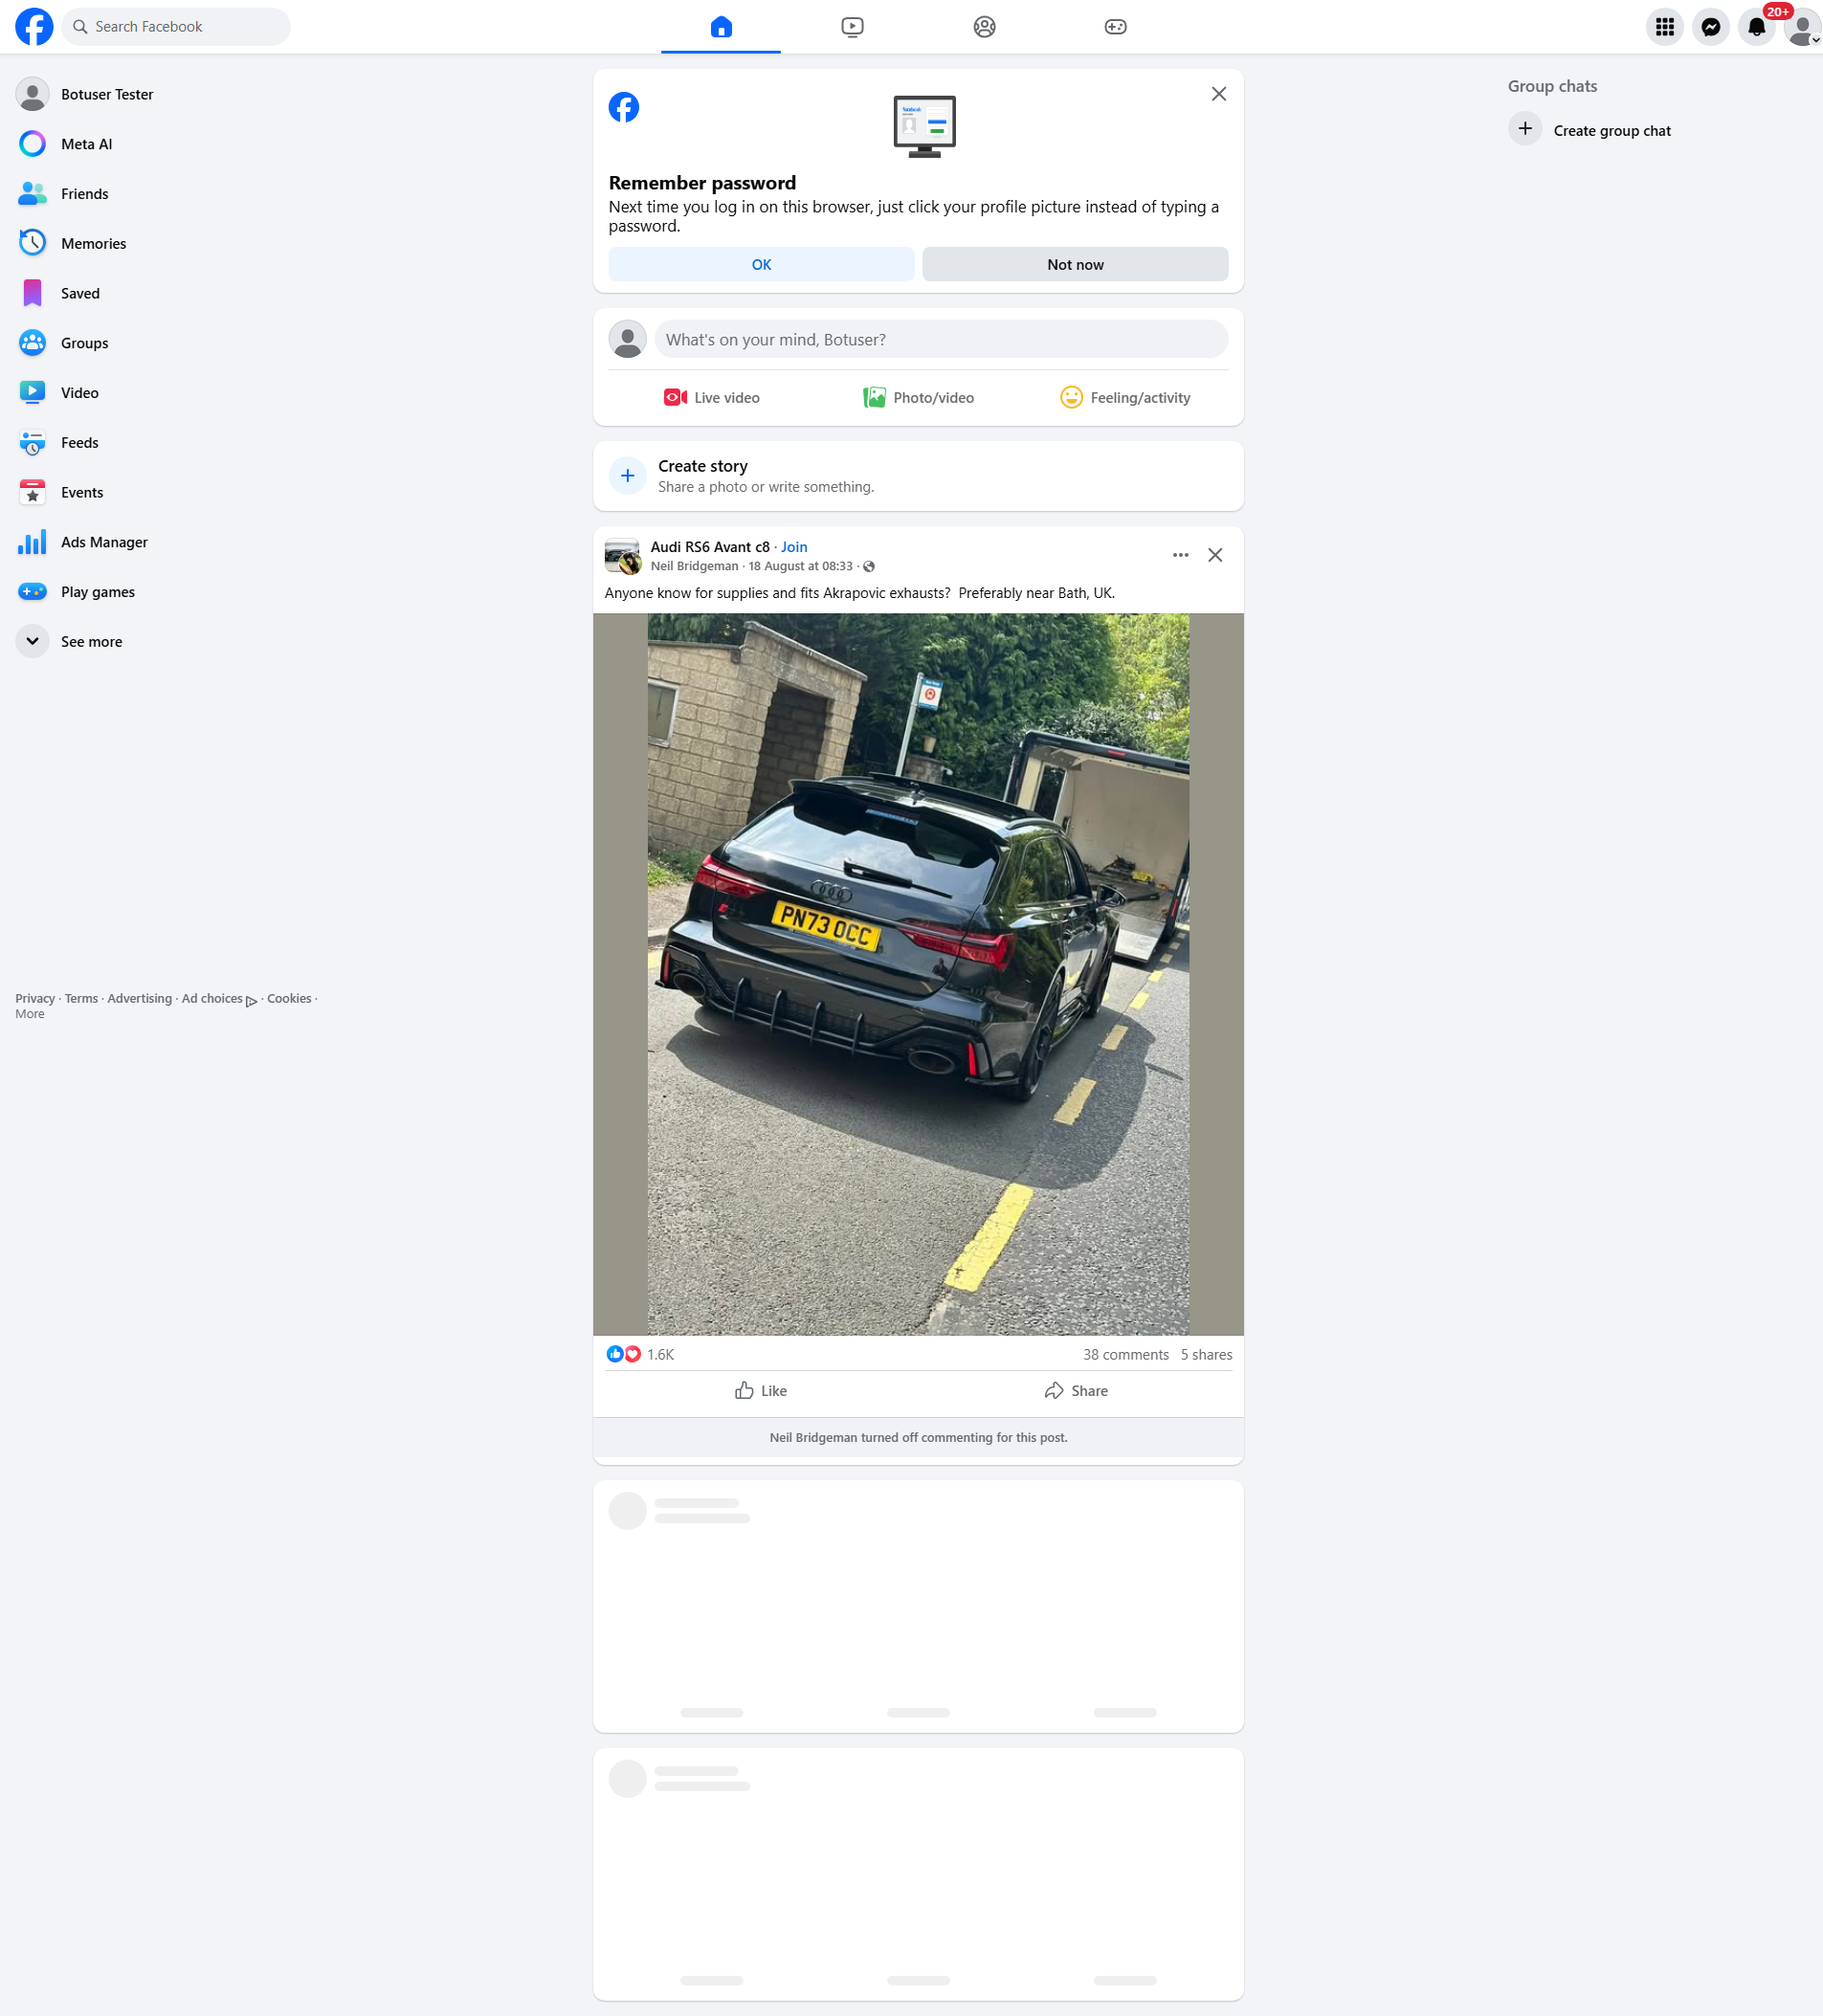 Search Facebook
20+
Botuser Tester
Meta AI
Friends
Memories
Saved
Groups
Video
Feeds
Events
Ads Manager
Play games
See more
Privacy · Terms · Advertising · Ad choices · Cookies ·
More
Remember password
Next time you log in on this browser, just click your profile picture instead of typing a
password.
OK
Not now
What's on your mind, Botuser?
Live video
Photo/video
Feeling/activity
Create story
Share a photo or write something.
Audi RS6 Avant c8 · Join
Neil Bridgeman · 18 August at 08:33 ·
Anyone know for supplies and fits Akrapovic exhausts?  Preferably near Bath, UK.
PN73 OCC
1.6K
38 comments 5 shares
Like
Share
Neil Bridgeman turned off commenting for this post.
Group chats
Create group chat